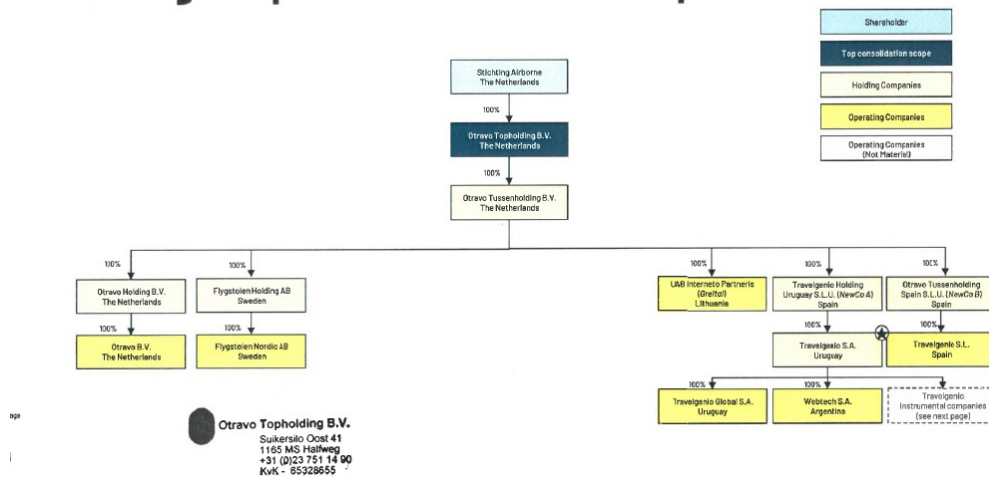 Shareholder
Top consolidation scope
Holding Companies
Operating Companies
Operating Companies
(Not Material)
Stichting Airborne
The Netherlands
100%
Otravo Topholding B.V.
The Netherlands
100%
Otravo Tussenholding B.V.
The Netherlands
100%
100%
100%
100%
100%
Otravo Holding B.V.
The Netherlands
Flygstolen Holding AB
Sweden
UAB Interneto Partneris
(Greitai)
Lithuania
Travelgenio Holding
Uruguay S.L.U. (NewCo A)
Spain
Otravo Tussenholding
Spain S.L.U. (NewCo B)
Spain
100%
100%
100%
100%
Otravo B.V.
The Netherlands
Flygstolen Nordic AB
Sweden
Travelgenio S.A.
Uruguay
Travelgenio S.L.
Spain
100%
100%
Travelgenio Global S.A.
Uruguay
Webtech S.A.
Argentina
Travelgenio
Instrumental companies
(see next page)
Otravo Topholding B.V.
Suikersilo Oost 41
1165 MS Halfweg
+31 (0)23 751 14 90
KvK - 65328655